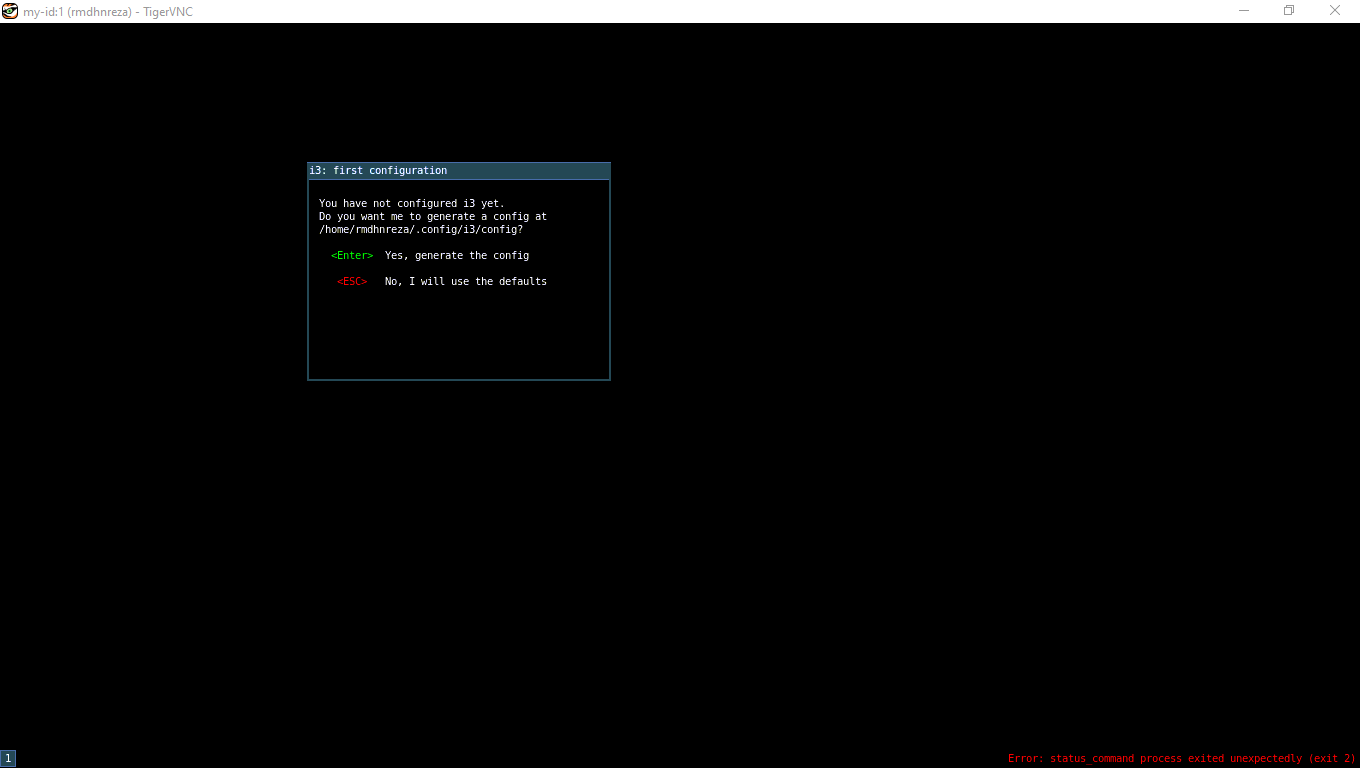 my-id:1 (rmdhnreza) - TigerVNC
i3: first configuration
You have not configured i3 yet.
Do you want me to generate a config at
/home/rmdhnreza/.config/i3/config?
<Enter> Yes, generate the config
<ESC> No, I will use the defaults
1
Error: status_command process exited unexpectedly (exit 2)